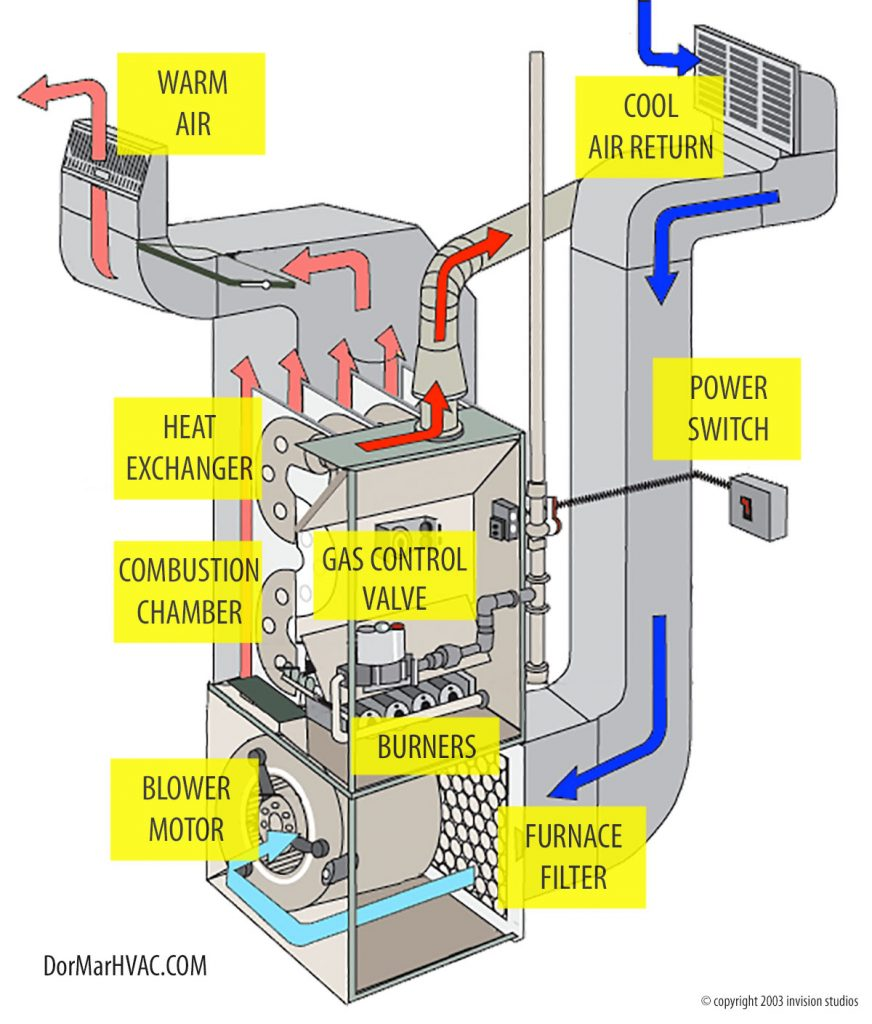 WARM
AIR
COOL
AIR RETURN
POWER
SWITCH
HEAT
EXCHANGER
GAS CONTROL
VALVE
COMBUSTION
CHAMBER
BURNERS
BLOWER
MOTOR
FURNACE
FILTER
DorMarHVAC.COM
© copyright 2003 invision studios